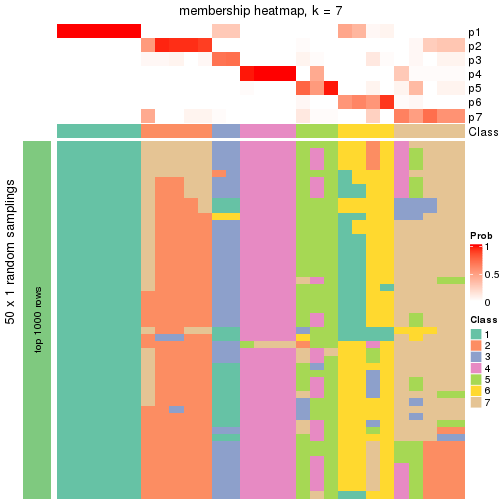 membership heatmap, k = 7
p1
p2
p3
p4
p5
p6
p7
Class
50 x 1 random samplings
top 1000 rows
Prob
1
0.5
0
Class
1
2
3
4
5
6
7